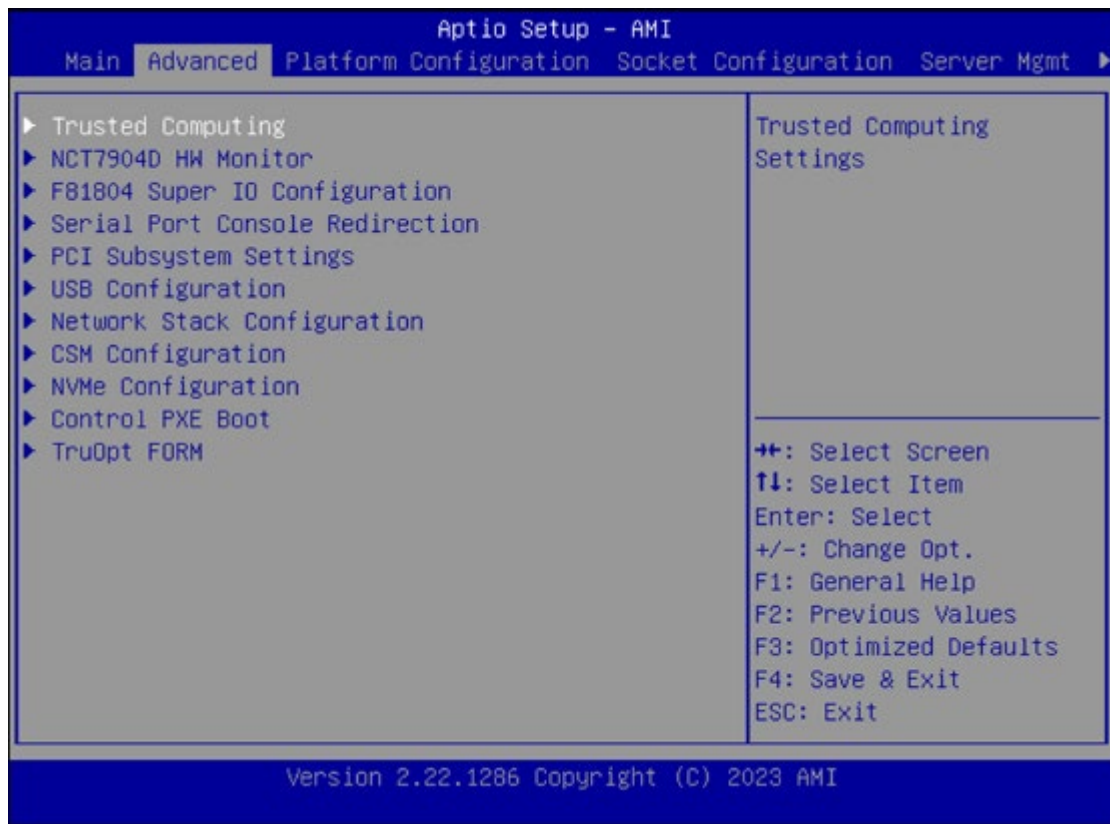 Aptio Setup – AMI
Main Advanced Platform Configuration Socket Configuration Server Mgmt ▶
▶ Trusted Computing
▶ NCT7904D HW Monitor
▶ F81804 Super IO Configuration
▶ Serial Port Console Redirection
▶ PCI Subsystem Settings
▶ USB Configuration
▶ Network Stack Configuration
▶ CSM Configuration
▶ NVMe Configuration
▶ Control PXE Boot
▶ TruOpt FORM
Trusted Computing
Settings
→←: Select Screen
↑↓: Select Item
Enter: Select
+/-: Change Opt.
F1: General Help
F2: Previous Values
F3: Optimized Defaults
F4: Save & Exit
ESC: Exit
Version 2.22.1286 Copyright (C) 2023 AMI